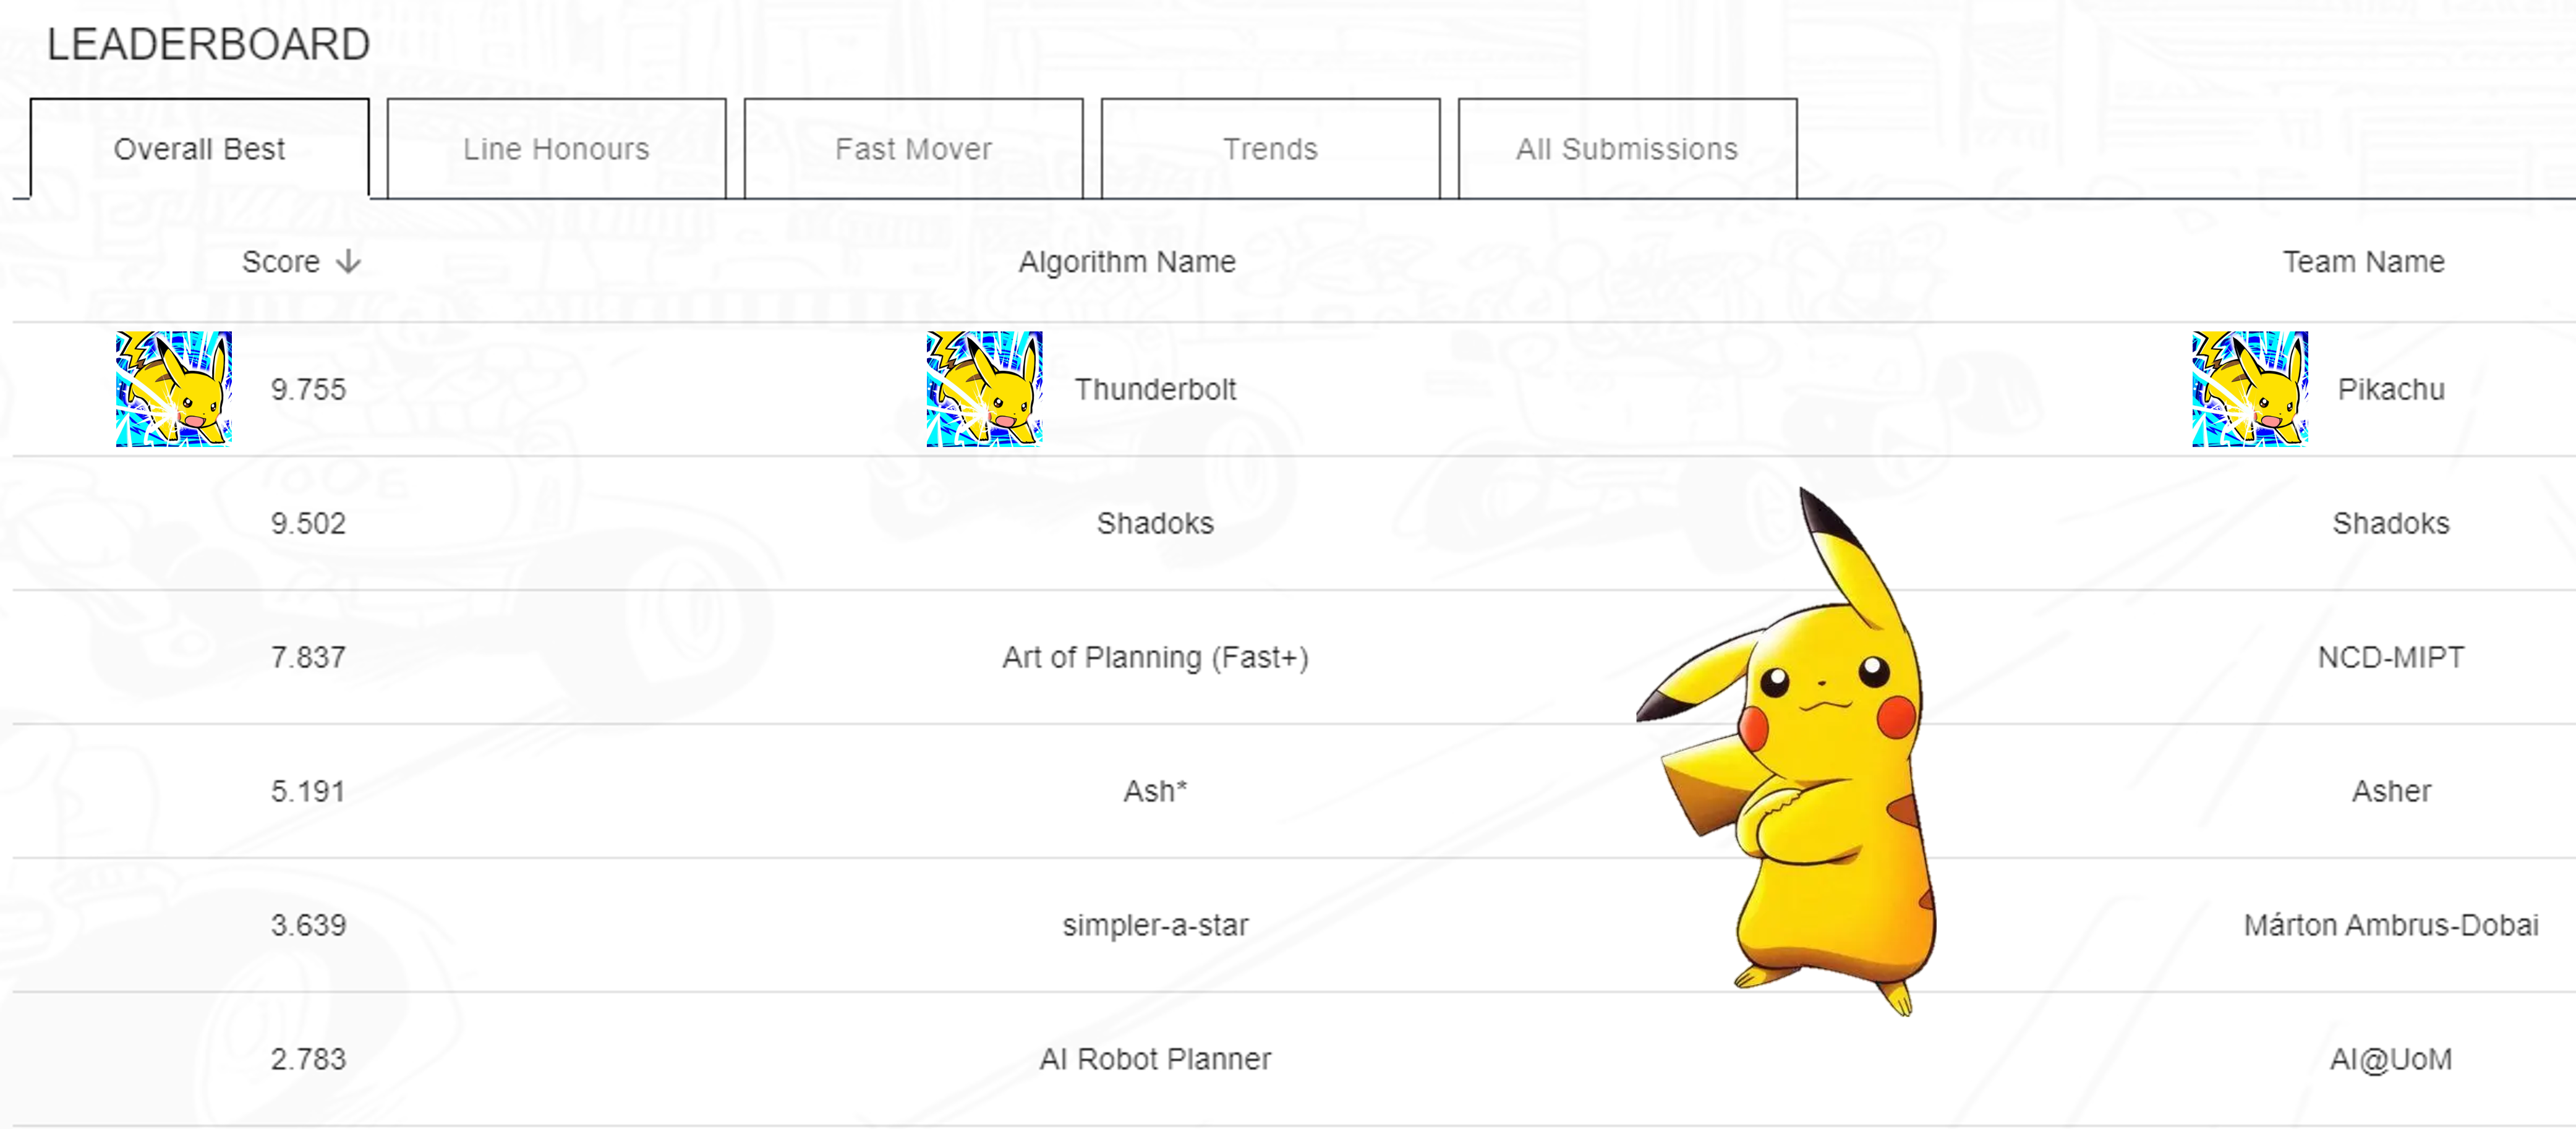 LEADERBOARD
Overall Best Line Honours Fast Mover Trends All Submissions
Score ↓ Algorithm Name Team Name
9.755 Thunderbolt Pikachu
9.502 Shadoks Shadoks
7.837 Art of Planning (Fast+) NCD-MIPT
5.191 Ash* Asher
3.639 simpler-a-star Márton Ambrus-Dobai
2.783 AI Robot Planner AI@UoM